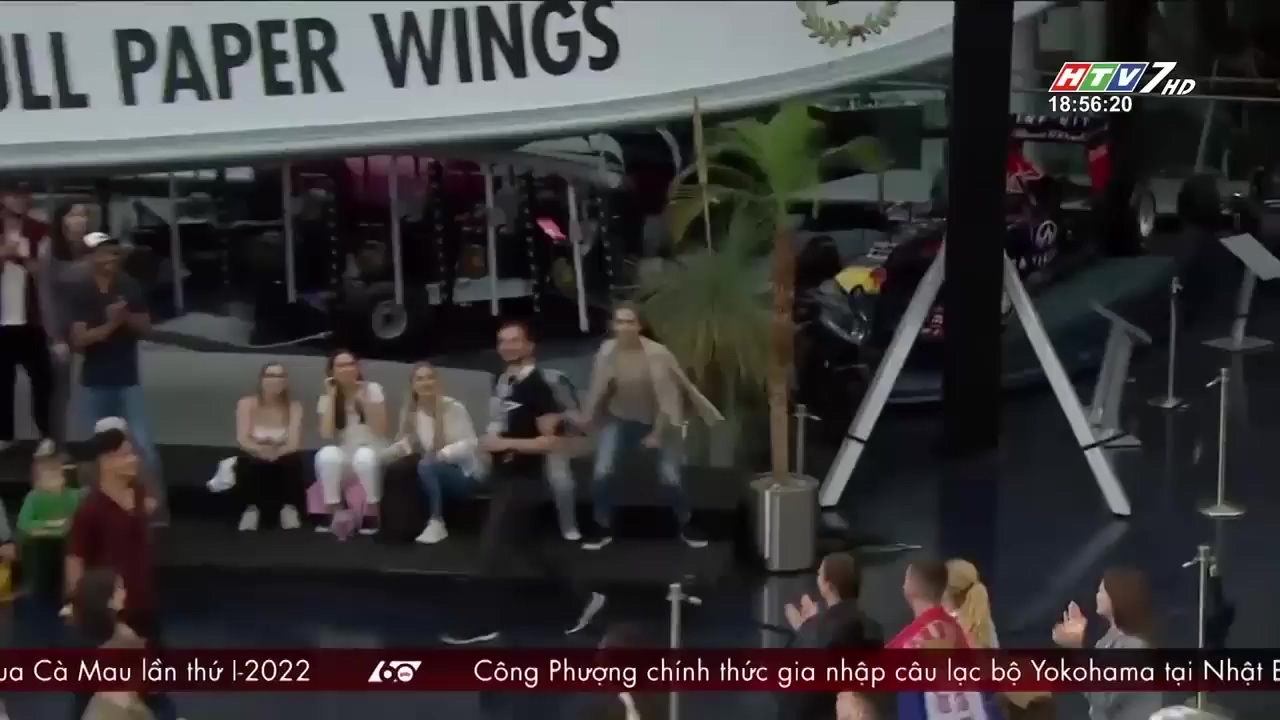 ULL PAPER WINGS
HTV7 HD
18:56:20
ua Cà Mau lần thứ I-2022
60
Công Phượng chính thức gia nhập câu lạc bộ Yokohama tại Nhật B